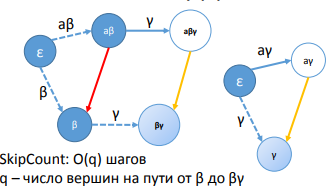 aβ
γ
ε
aβ
aβγ
aγ
β
ε
aγ
γ
γ
β
βγ
γ
SkipCount: O(q) шагов
q – число вершин на пути от β до βγ